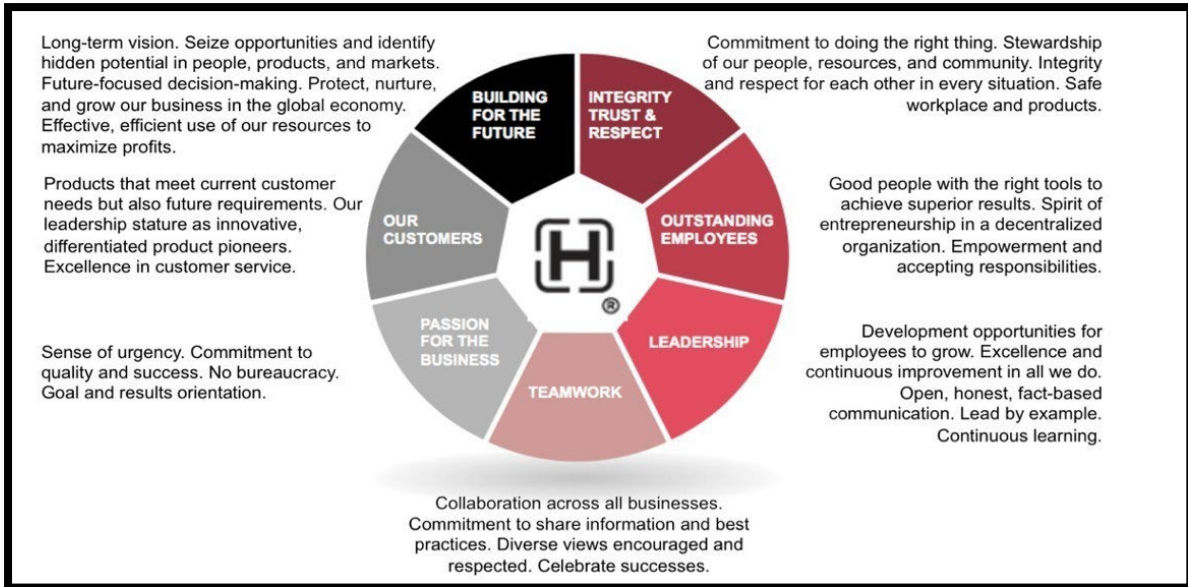 Long-term vision. Seize opportunities and identify
hidden potential in people, products, and markets.
Future-focused decision-making. Protect, nurture,
and grow our business in the global economy.
Effective, efficient use of our resources to
maximize profits.
BUILDING
FOR THE
FUTURE
INTEGRITY
TRUST &
RESPECT
Commitment to doing the right thing. Stewardship
of our people, resources, and community. Integrity
and respect for each other in every situation. Safe
workplace and products.
Products that meet current customer
needs but also future requirements. Our
leadership stature as innovative,
differentiated product pioneers.
Excellence in customer service.
OUR
CUSTOMERS
H
®
OUTSTANDING
EMPLOYEES
Good people with the right tools to
achieve superior results. Spirit of
entrepreneurship in a decentralized
organization. Empowerment and
accepting responsibilities.
Sense of urgency. Commitment to
quality and success. No bureaucracy.
Goal and results orientation.
PASSION
FOR THE
BUSINESS
TEAMWORK
LEADERSHIP
Development opportunities for
employees to grow. Excellence and
continuous improvement in all we do.
Open, honest, fact-based
communication. Lead by example.
Continuous learning.
Collaboration across all businesses.
Commitment to share information and best
practices. Diverse views encouraged and
respected. Celebrate successes.